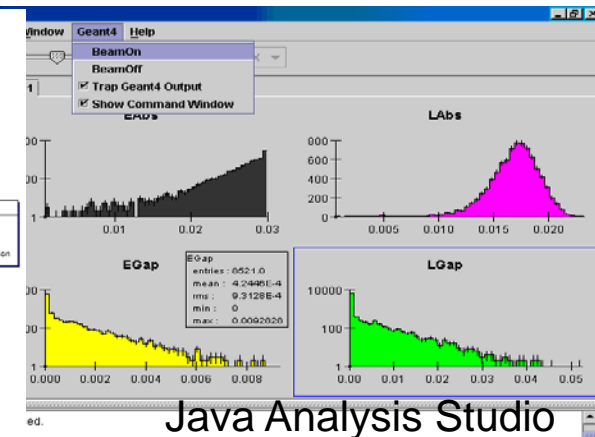 Window Geant4 Help
BeamOn
BeamOff
Trap Geant4 Output
Show Command Window
EAbs
LAbs
800
600
400
200
0
1
0.01 0.02 0.03
0.005 0.010 0.015 0.020
EGap
EGap
entries : 8521.0
mean : 4.2446E-4
rms : 9.3128E-4
min : 0
max : 0.0092020
LGap
10000
100
1
1
0.000 0.002 0.004 0.006 0.008
0.00 0.01 0.02 0.03 0.04 0.05
ed.
Java Analysis Studio